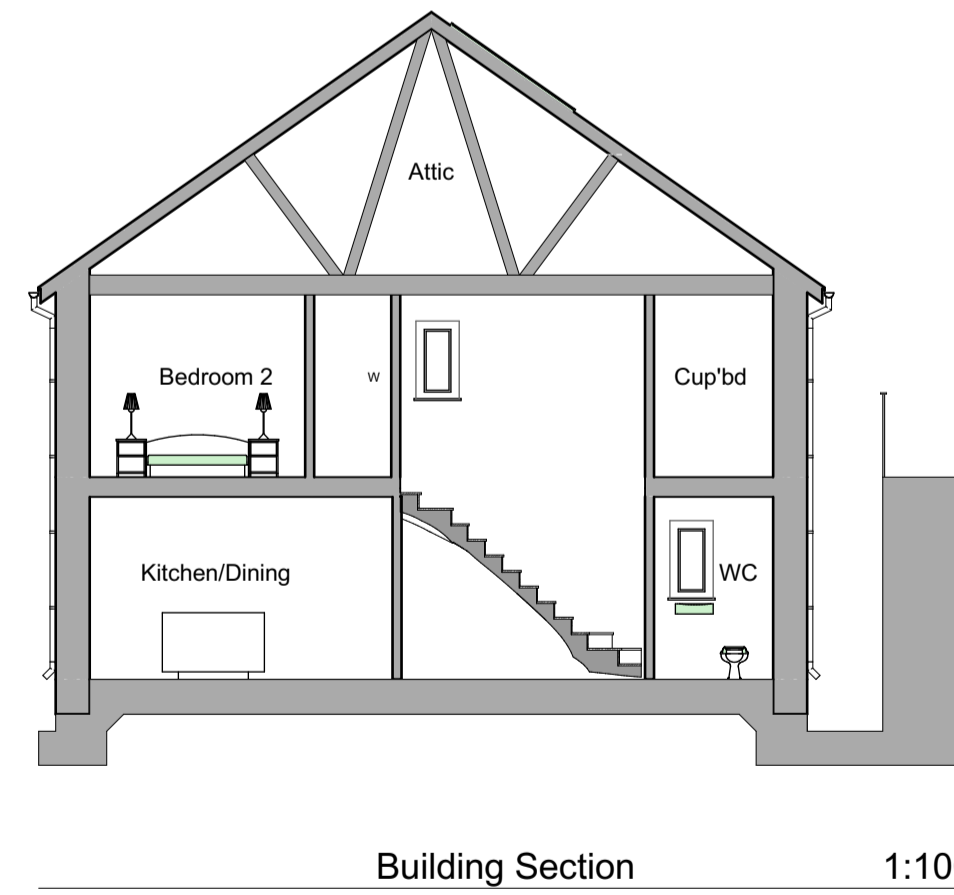 Attic
Bedroom 2
w
Cup'bd
Kitchen/Dining
WC
Building Section 1:10